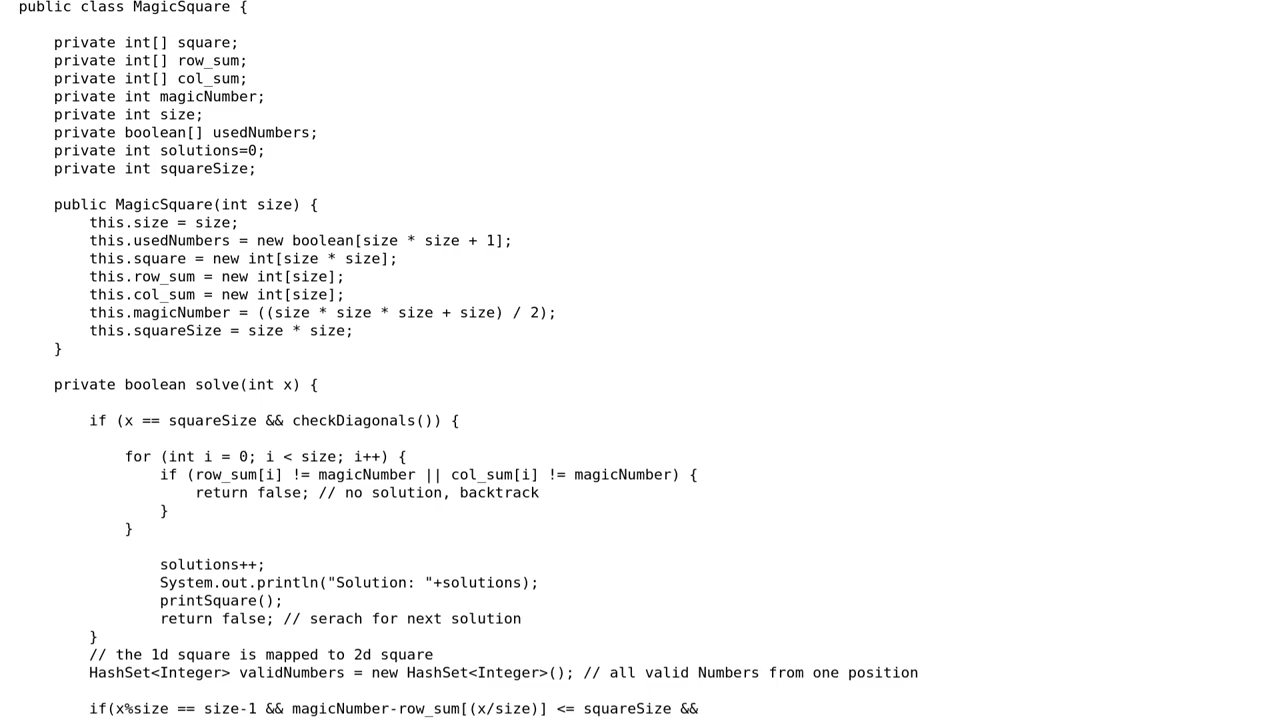 public class MagicSquare {
private int[] square;
private int[] row_sum;
private int[] col_sum;
private int magicNumber;
private int size;
private boolean[] usedNumbers;
private int solutions=0;
private int squareSize;
public MagicSquare(int size) {
this.size = size;
this.usedNumbers = new boolean[size * size + 1];
this.square = new int[size * size];
this.row_sum = new int[size];
this.col_sum = new int[size];
this.magicNumber = ((size * size * size + size) / 2);
this.squareSize = size * size;
}
private boolean solve(int x) {
if (x == squareSize && checkDiagonals()) {
for (int i = 0; i < size; i++) {
if (row_sum[i] != magicNumber || col_sum[i] != magicNumber) {
return false; // no solution, backtrack
}
}
solutions++;
System.out.println("Solution: "+solutions);
printSquare();
return false; // serach for next solution
}
// the 1d square is mapped to 2d square
HashSet<Integer> validNumbers = new HashSet<Integer>(); // all valid Numbers from one position
if(x%size == size-1 && magicNumber-row_sum[(x/size)] <= squareSize &&